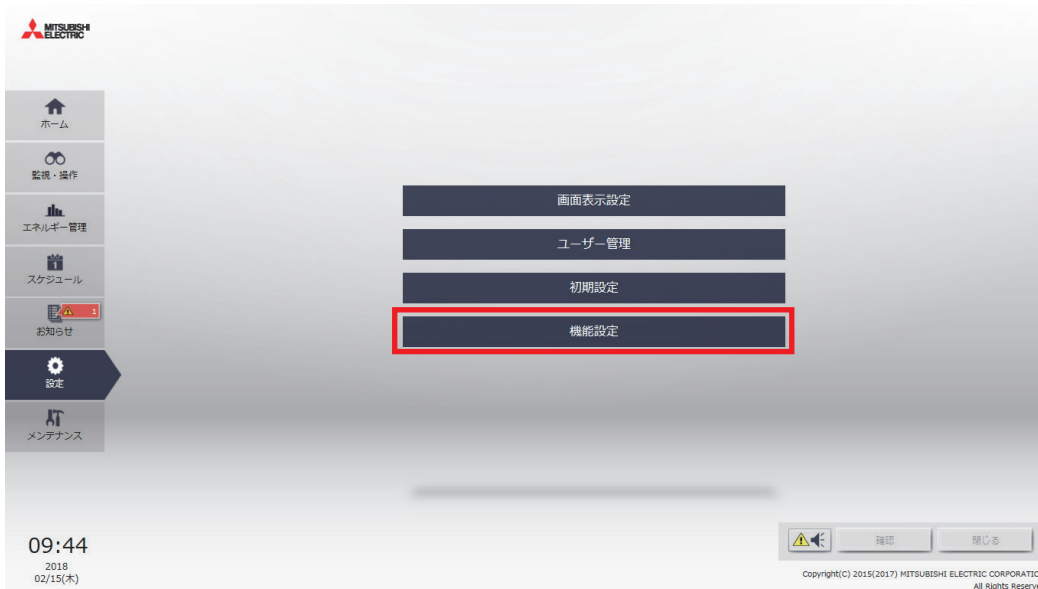 MITSUBISHI
ELECTRIC
ホーム
監視・操作
エネルギー管理
1
スケジュール
1
お知らせ
設定
メンテナンス
画面表示設定
ユーザー管理
初期設定
機能設定
09:44
2018
02/15(木)
確認
閉じる
Copyright(C) 2015(2017) MITSUBISHI ELECTRIC CORPORATIO
All Rights Reserve